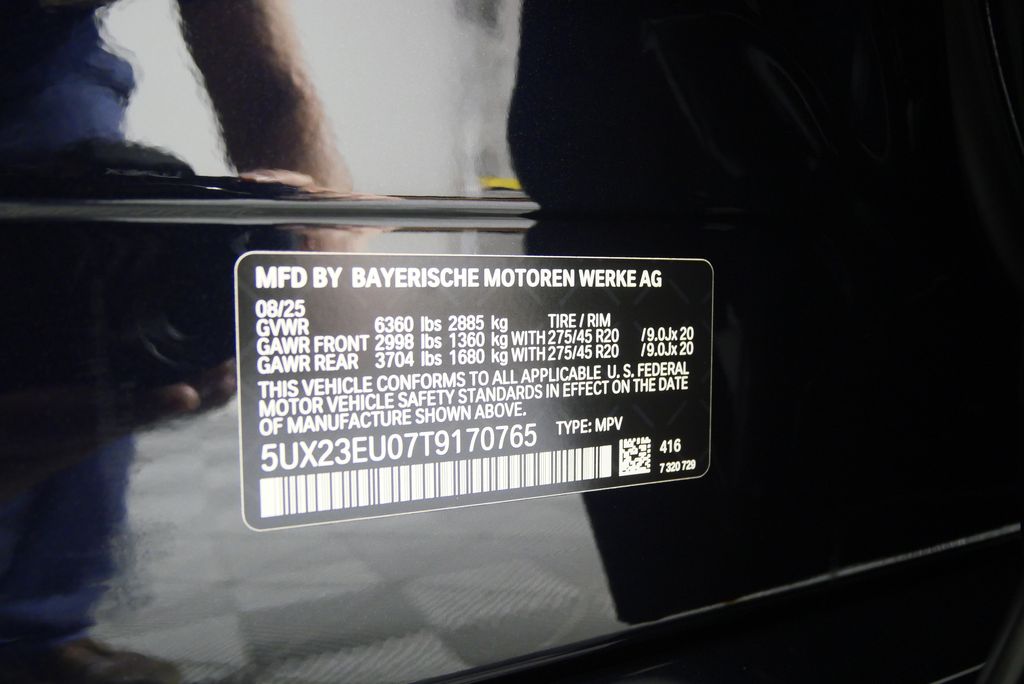 MFD BY BAYERISCHE MOTOREN WERKE AG
08/25
GVWR 6360 lbs 2885 kg TIRE / RIM
GAWR FRONT 2998 lbs 1360 kg WITH 275/45 R20 /9.0Jx 20
GAWR REAR 3704 lbs 1680 kg WITH 275/45 R20 /9.0Jx 20
THIS VEHICLE CONFORMS TO ALL APPLICABLE U. S. FEDERAL
MOTOR VEHICLE SAFETY STANDARDS IN EFFECT ON THE DATE
OF MANUFACTURE SHOWN ABOVE.
5UX23EU07T9170765 TYPE: MPV
416
7 320 729